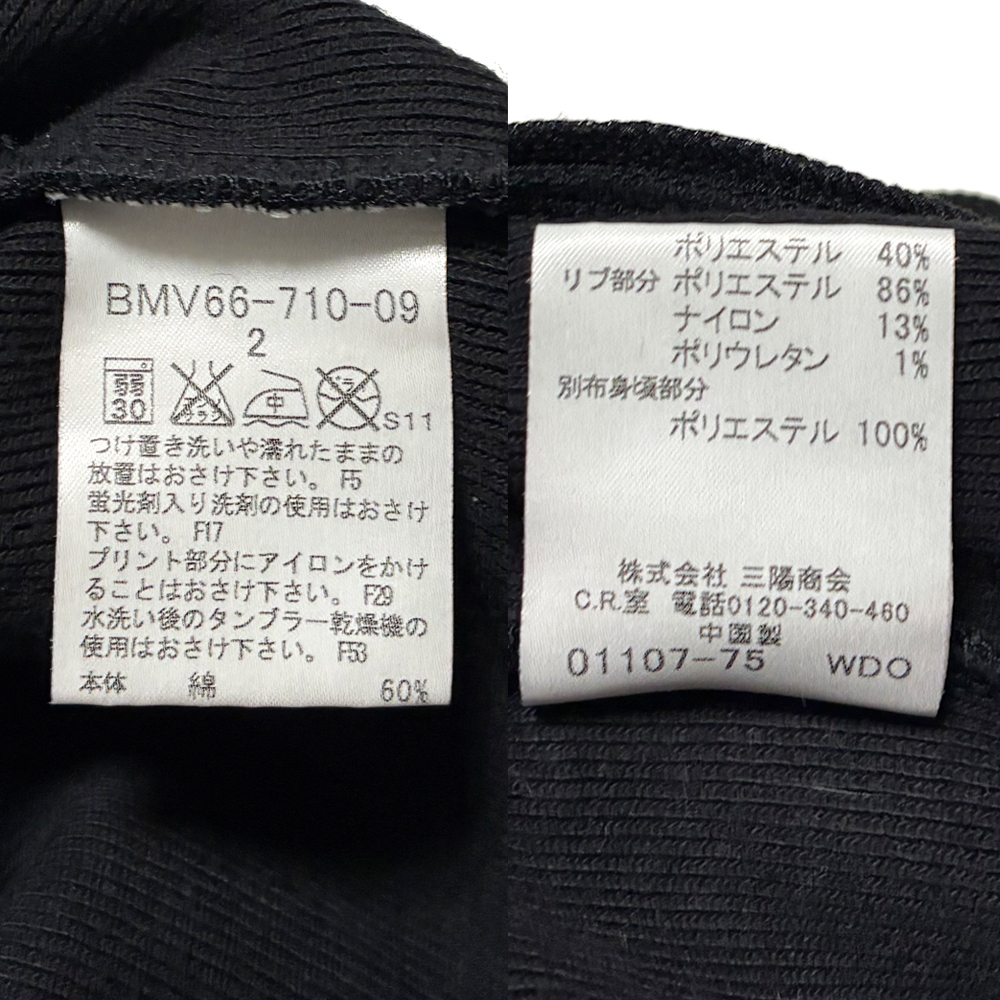 BMV66-710-09
2
弱
30
サラシ
中
ドライ
S11
つけ置き洗いや濡れたままの
放置はおさけ下さい。 F5
蛍光剤入り洗剤の使用はおさけ
下さい。 F17
プリント部分にアイロンをかけ
ることはおさけ下さい。 F29
水洗い後のタンブラー乾燥機の
使用はおさけ下さい。 F53
本体 綿 60%
ポリエステル 40%
リブ部分 ポリエステル 86%
ナイロン 13%
ポリウレタン 1%
別布身頃部分
ポリエステル 100%
株式会社 三陽商会
C.R.室 電話0120-340-460
中国製
01107-75 WDO